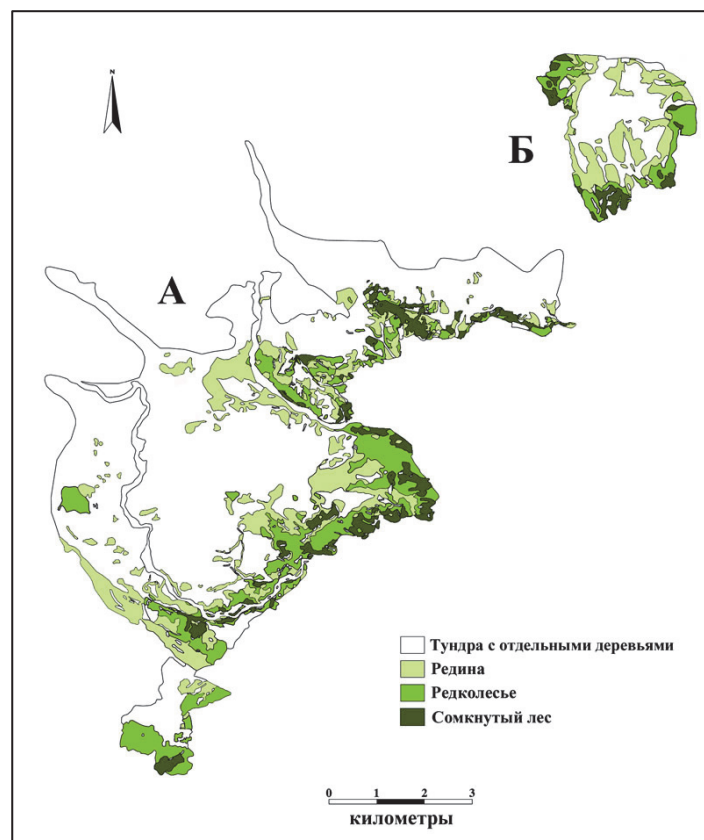 N
Б
А
Тундра с отдельными деревьями
Редина
Редколесье
Сомкнутый лес
0 1 2 3
километры